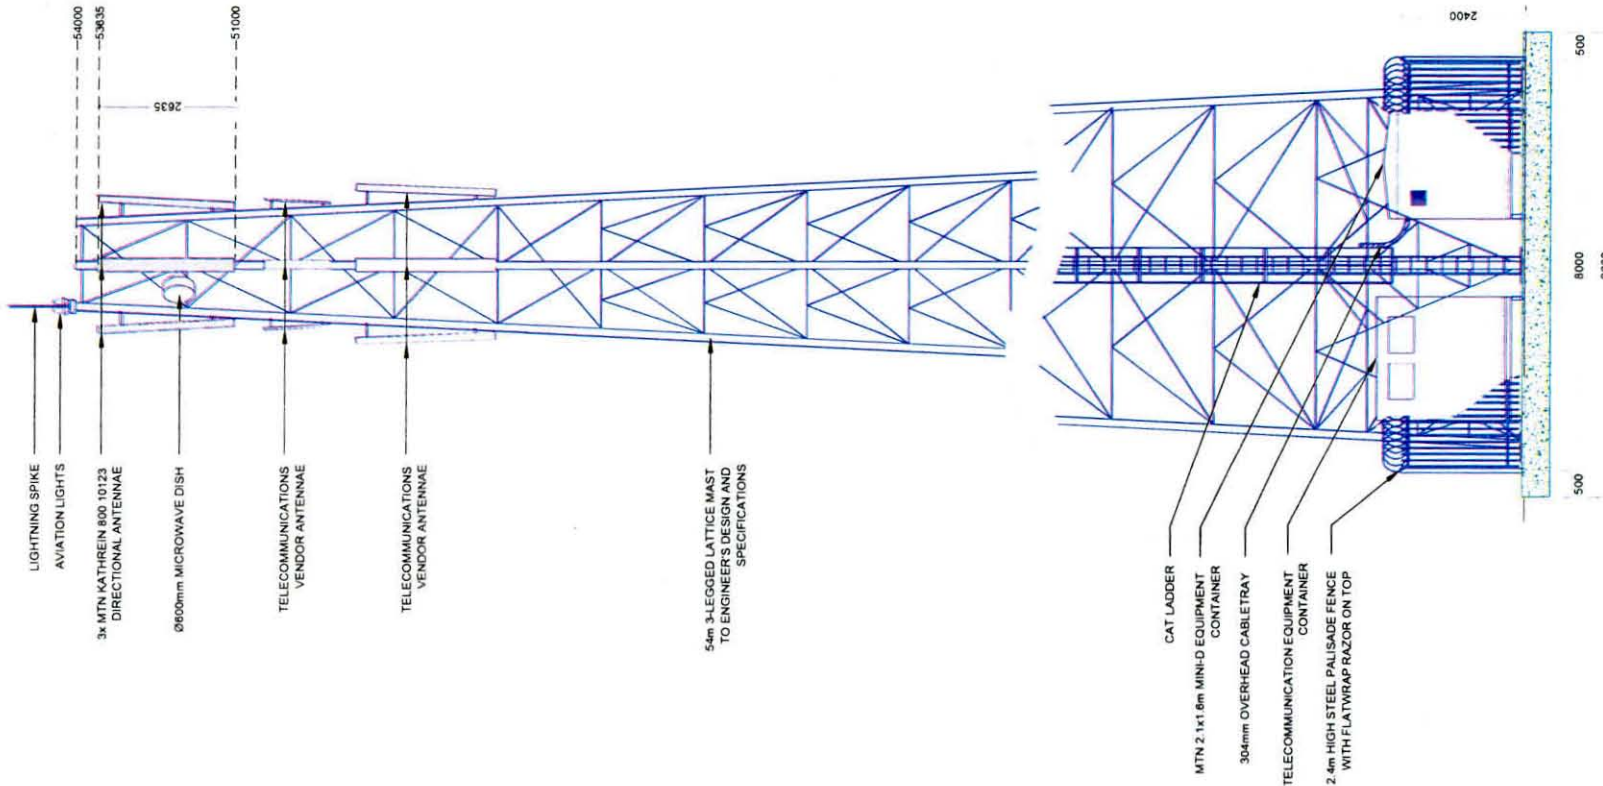 LIGHTNING SPIKE
AVIATION LIGHTS
3x MTN KATHREIN 800 10123
DIRECTIONAL ANTENNAE
Ø600mm MICROWAVE DISH
TELECOMMUNICATIONS
VENDOR ANTENNAE
TELECOMMUNICATIONS
VENDOR ANTENNAE
54m 3-LEGGED LATTICE MAST
TO ENGINEER'S DESIGN AND
SPECIFICATIONS
CAT LADDER
MTN 2.1x1.6m MINI-D EQUIPMENT
CONTAINER
304mm OVERHEAD CABLETRAY
TELECOMMUNICATION EQUIPMENT
CONTAINER
2.4m HIGH STEEL PALISADE FENCE
WITH FLATWRAP RAZOR ON TOP
54000
53635
51000
2635
2400
500
8000
500